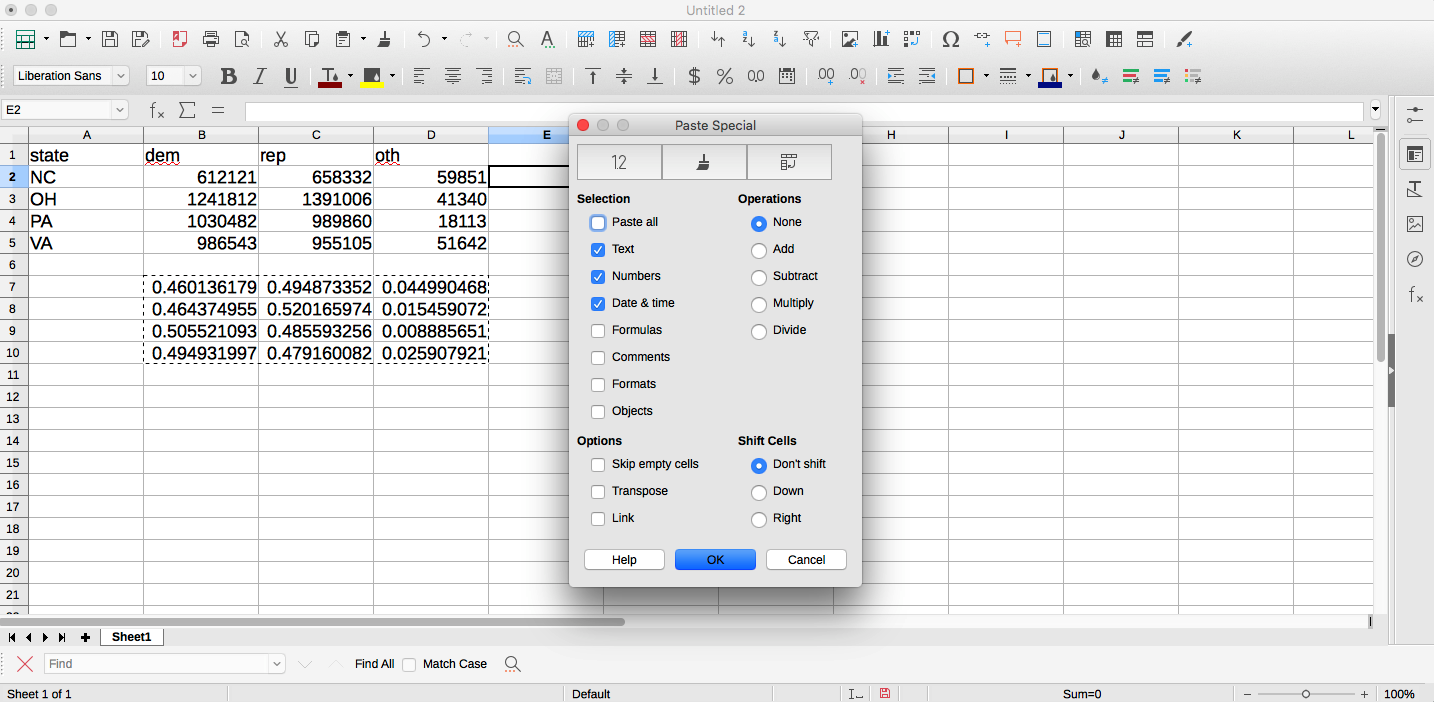 Untitled 2
Liberation Sans 10
E2
A B C D E H I J K L
1 state dem rep oth
2 NC 612121 658332 59851
3 OH 1241812 1391006 41340
4 PA 1030482 989860 18113
5 VA 986543 955105 51642
6
7 0.460136179 0.494873352 0.044990468
8 0.464374955 0.520165974 0.015459072
9 0.505521093 0.485593256 0.008885651
10 0.494931997 0.479160082 0.025907921
11
12
13
14
15
16
17
18
19
20
21
Paste Special
1.2
Selection Operations
Paste all None
Text Add
Numbers Subtract
Date & time Multiply
Formulas Divide
Comments
Formats
Objects
Options Shift Cells
Skip empty cells Don't shift
Transpose Down
Link Right
Help OK Cancel
Sheet1
Find Find All Match Case
Sheet 1 of 1 Default Sum=0 100%